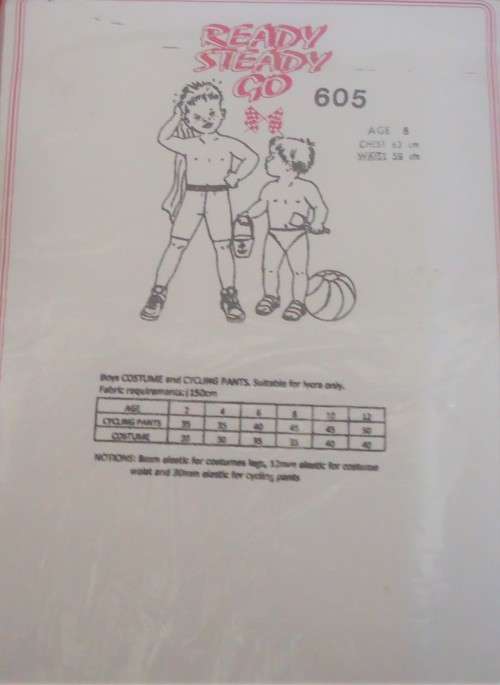 READY
STEADY
GO
605
AGE 8
CHEST 62 cm
WAIST 58 cm
Boys COSTUME and CYCLING PANTS. Suitable for lycra only.
Fabric requirements: 150cm
AGE 2 4 6 8 10 12
CYCLING PANTS 35 35 40 45 45 50
COSTUME 30 35 35 40 40
NOTIONS: 8mm elastic for costumes legs, 12mm elastic for costume
waist and 30mm elastic for cycling pants